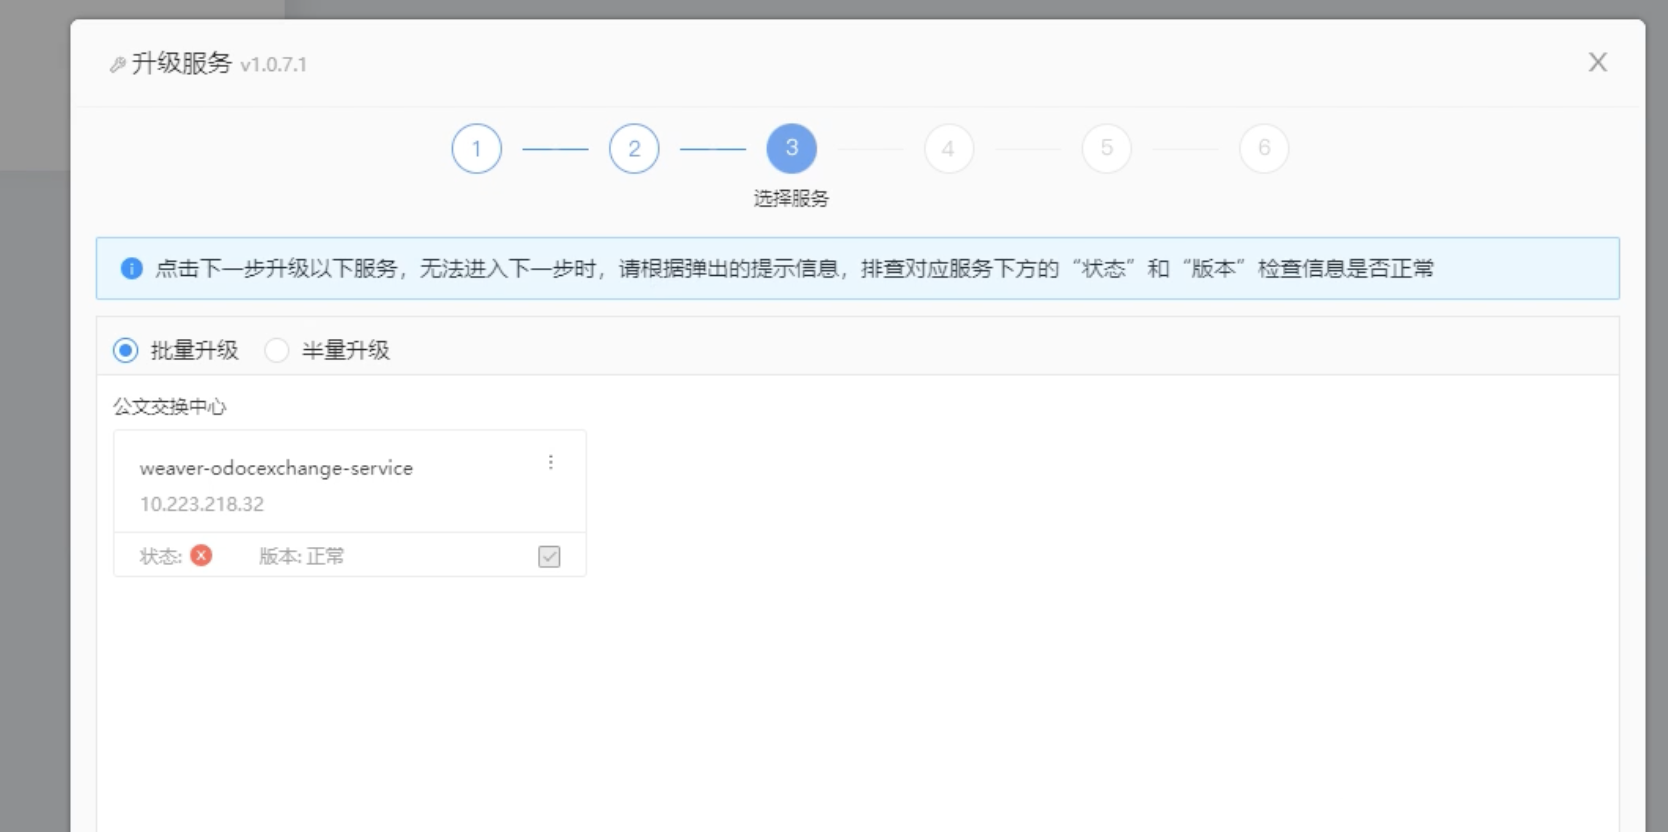 升级服务 v1.0.7.1
X
1 2 3 4 5 6
选择服务
点击下一步升级以下服务，无法进入下一步时，请根据弹出的提示信息，排查对应服务下方的“状态”和“版本”检查信息是否正常
批量升级 半量升级
公文交换中心
weaver-odocexchange-service
10.223.218.32
状态: 版本: 正常